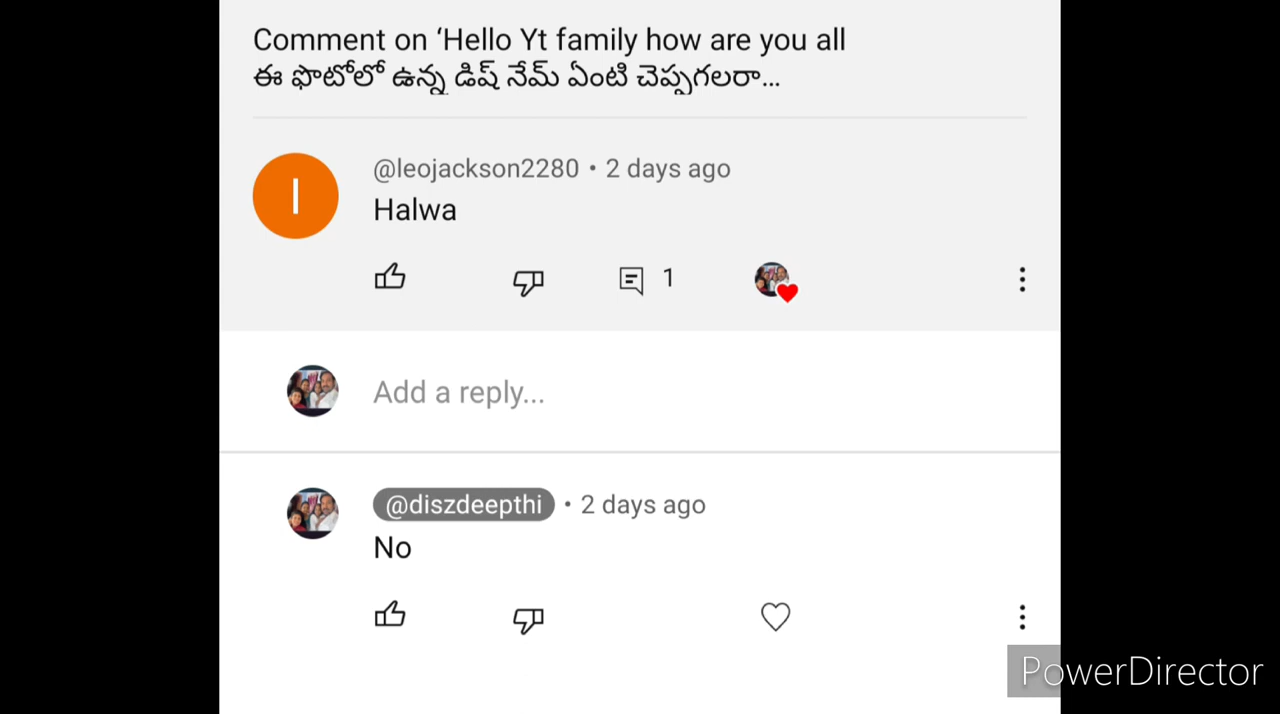 Comment on ‘Hello Yt family how are you all
ఈ ఫొటోలో ఉన్న డిష్ నేమ్ ఏంటి చెప్పగలరా...
I
@leojackson2280 • 2 days ago
Halwa
1
Add a reply...
@diszdeepthi • 2 days ago
No
PowerDirector